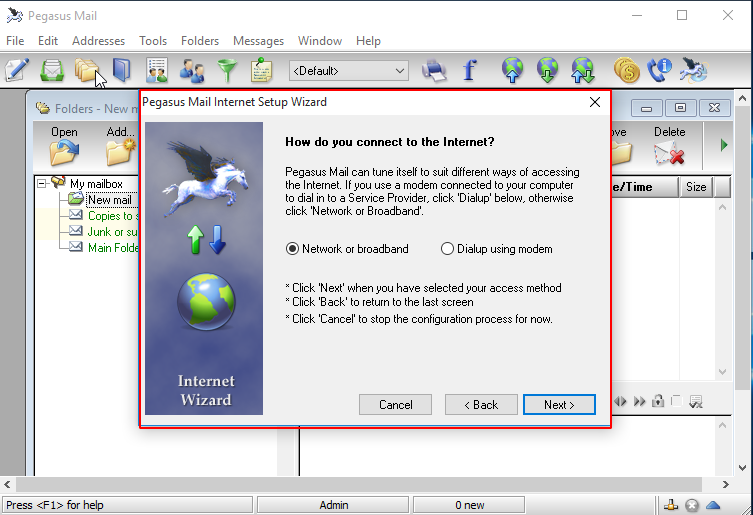 Pegasus Mail
File Edit Addresses Tools Folders Messages Window Help
<Default>
Folders - New m
Open Add... ove Delete
My mailbox
New mail
Copies to s
Junk or su
Main Folde
e/Time Size
Pegasus Mail Internet Setup Wizard
How do you connect to the Internet?
Pegasus Mail can tune itself to suit different ways of accessing
the Internet. If you use a modem connected to your computer
to dial in to a Service Provider, click 'Dialup' below, otherwise
click 'Network or Broadband'.
Network or broadband Dialup using modem
* Click 'Next' when you have selected your access method
* Click 'Back' to return to the last screen
* Click 'Cancel' to stop the configuration process for now.
Internet
Wizard
Cancel < Back Next >
Press <F1> for help Admin 0 new